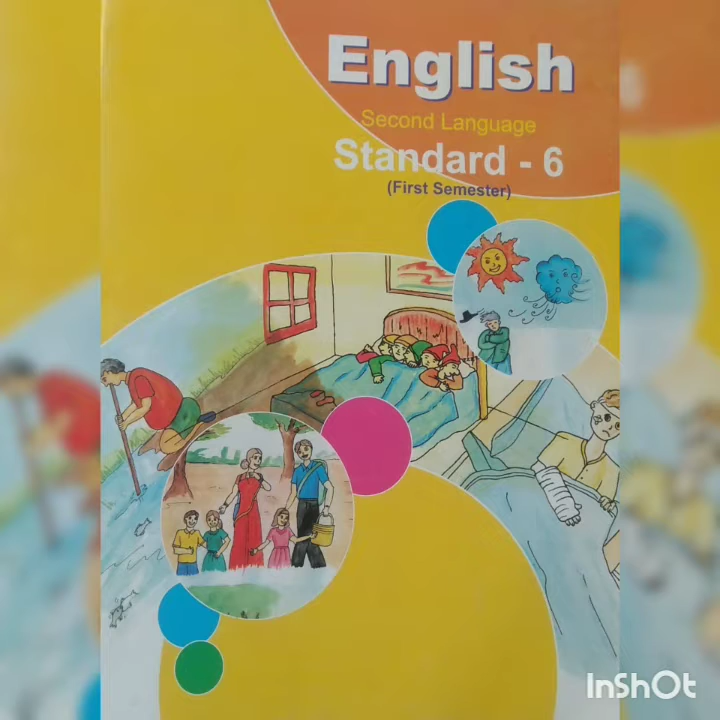 English
Second Language
Standard - 6
(First Semester)
InShOt